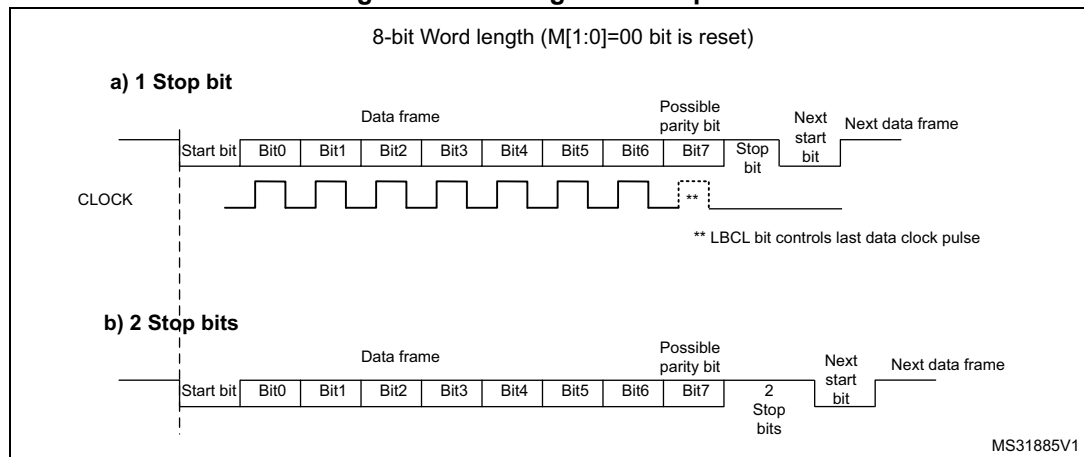 8-bit Word length (M[1:0]=00 bit is reset)
a) 1 Stop bit
Data frame
Possible
parity bit
Next
start
bit
Next data frame
Start bit Bit0 Bit1 Bit2 Bit3 Bit4 Bit5 Bit6 Bit7 Stop
bit
CLOCK
**
** LBCL bit controls last data clock pulse
b) 2 Stop bits
Data frame
Possible
parity bit
Next
start
bit
Next data frame
Start bit Bit0 Bit1 Bit2 Bit3 Bit4 Bit5 Bit6 Bit7 2
Stop
bits
MS31885V1